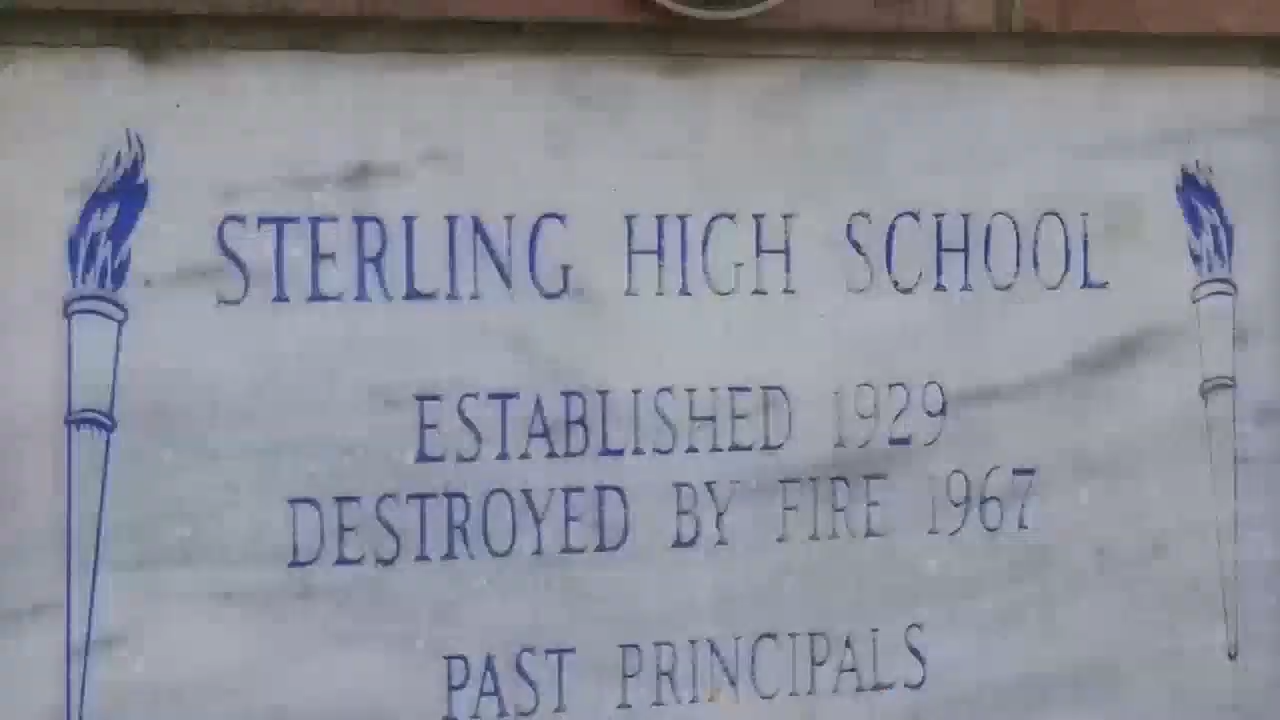 STERLING HIGH SCHOOL
ESTABLISHED 1929
DESTROYED BY FIRE 1967
PAST PRINCIPALS